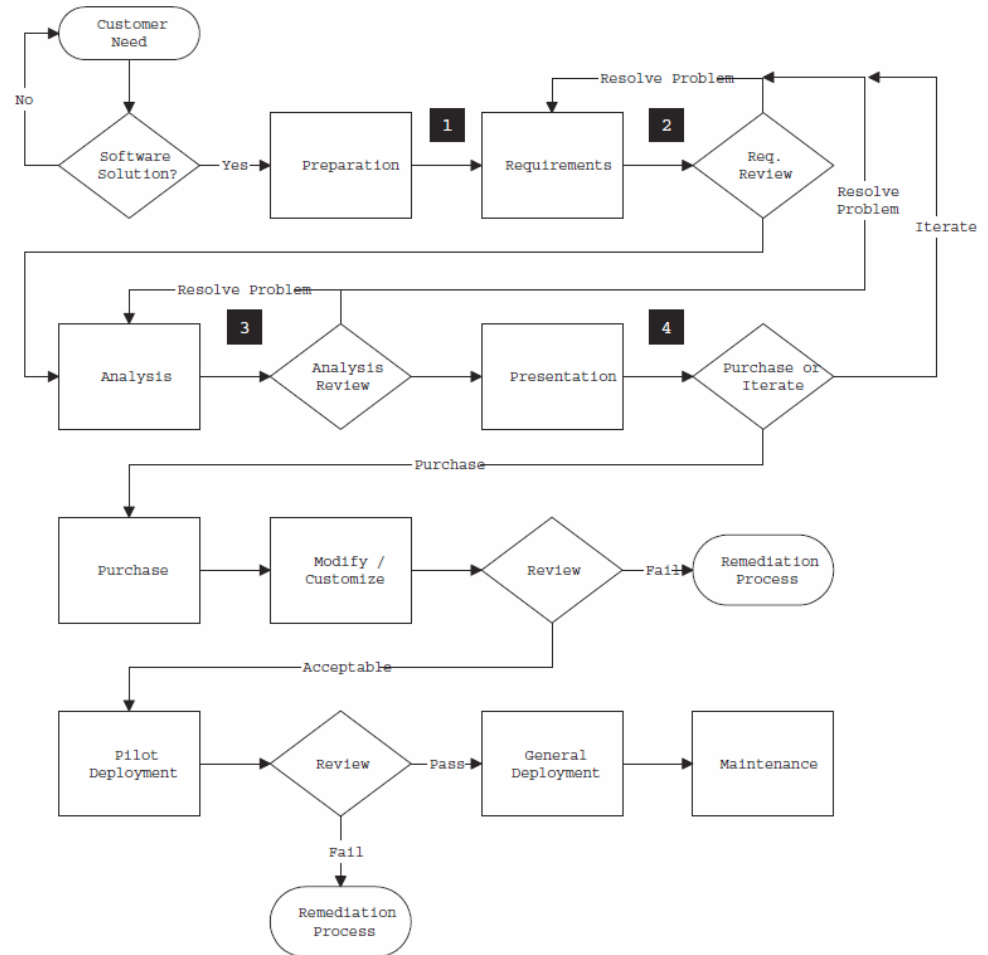 Customer
Need
No
Software
Solution?
Yes
Preparation
1
Requirements
2
Resolve Problem
Req.
Review
Resolve
Problem
Iterate
Resolve Problem
Analysis
3
Analysis
Review
Presentation
4
Purchase or
Iterate
Purchase
Purchase
Modify /
Customize
Review
Fail
Remediation
Process
Acceptable
Pilot
Deployment
Review
Pass
General
Deployment
Maintenance
Fail
Remediation
Process